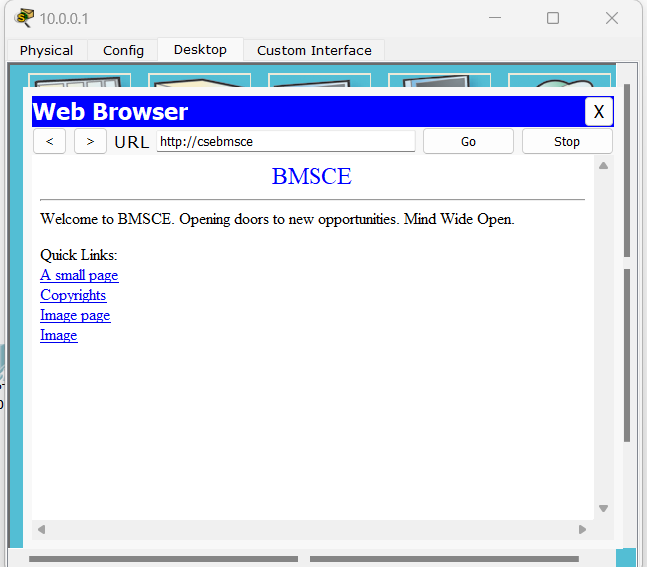 10.0.0.1
Physical Config Desktop Custom Interface
Web Browser X
< > URL http://csebmsce Go Stop
BMSCE
Welcome to BMSCE. Opening doors to new opportunities. Mind Wide Open.
Quick Links:
A small page
Copyrights
Image page
Image